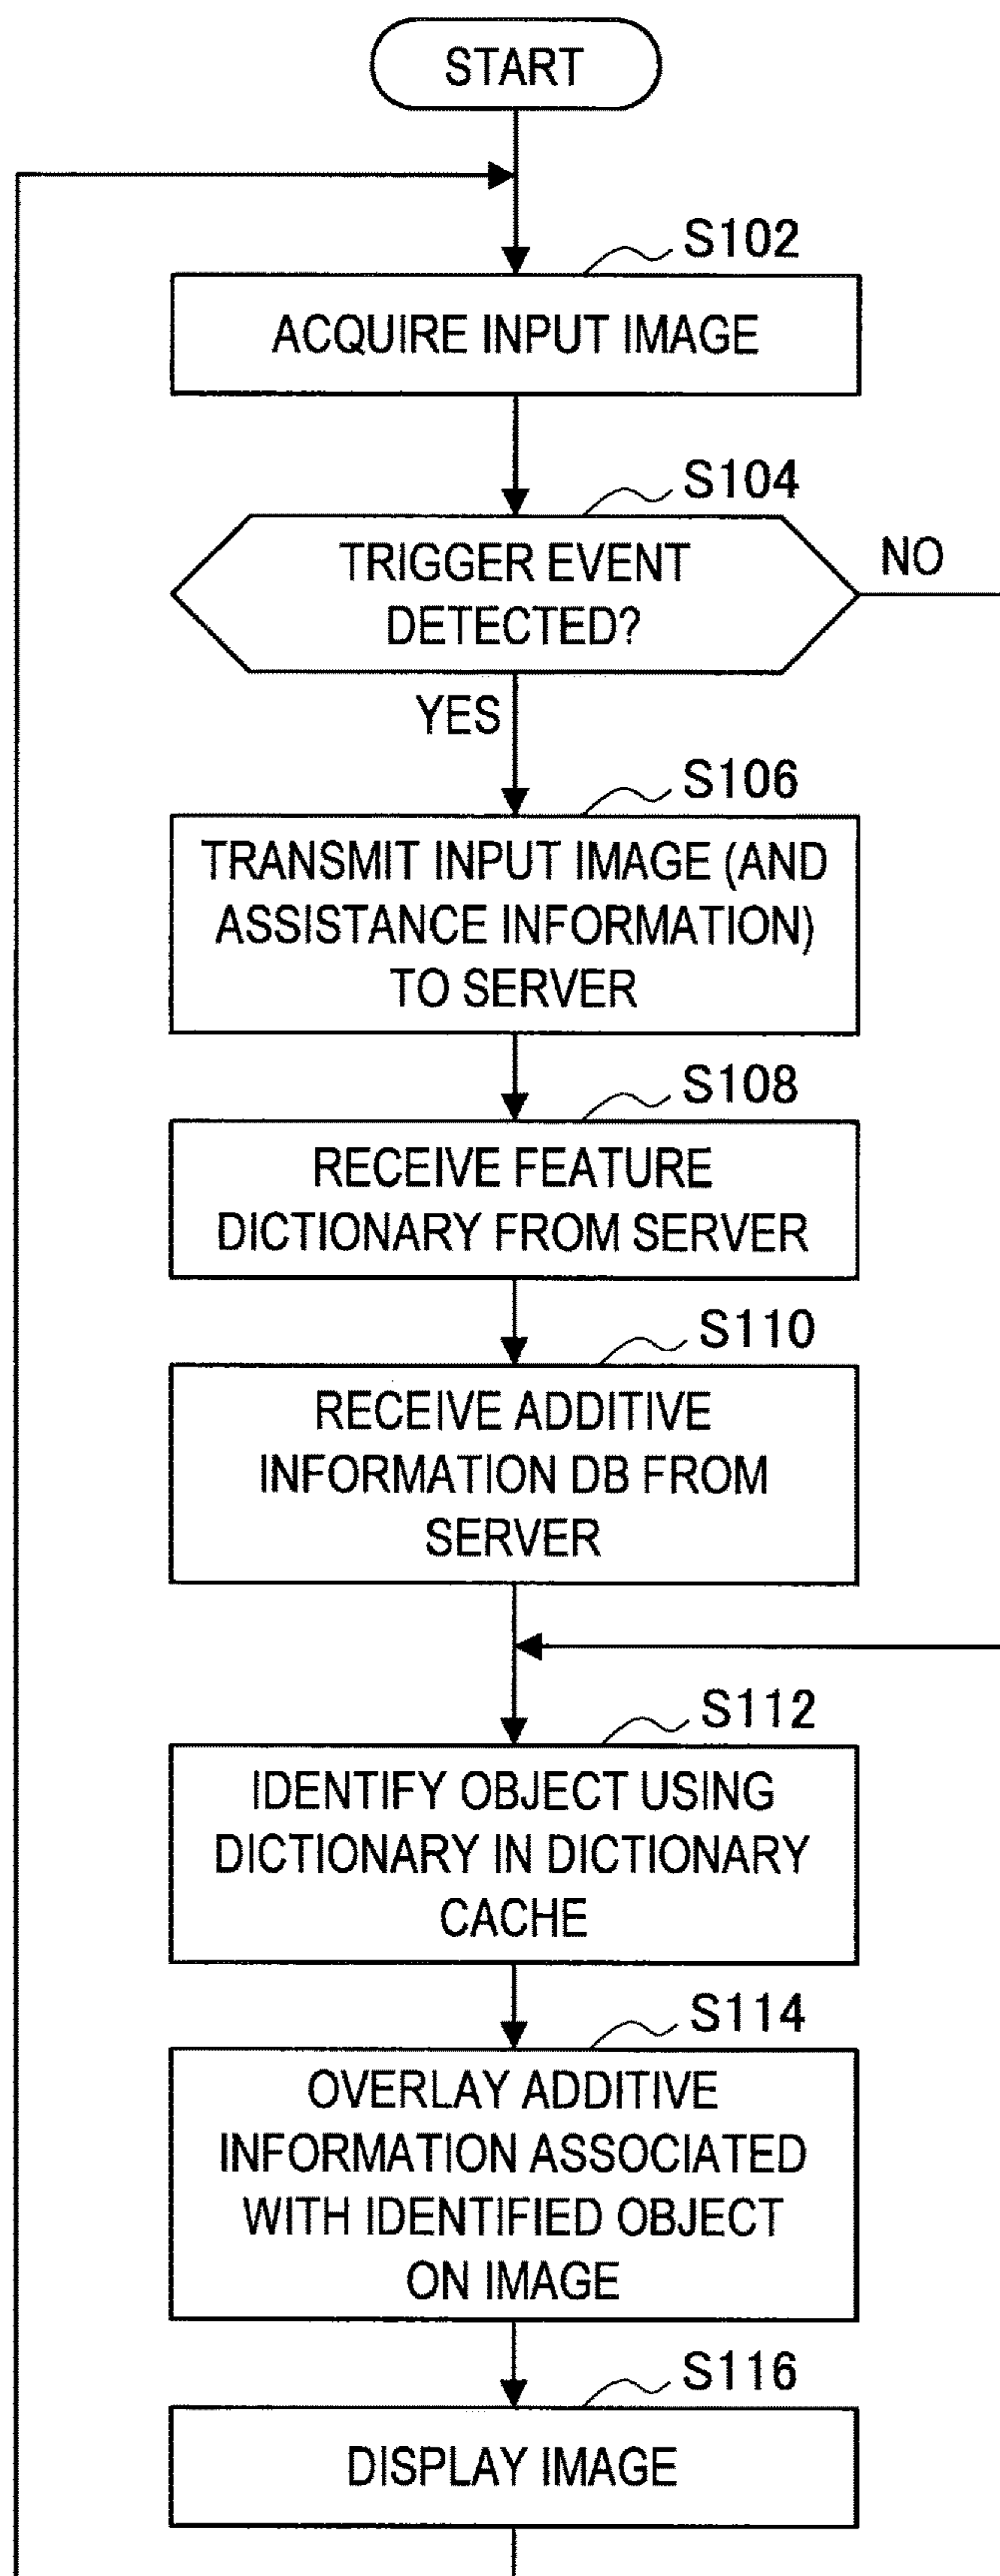 START
S102
ACQUIRE INPUT IMAGE
S104
TRIGGER EVENT
DETECTED?
NO
YES
S106
TRANSMIT INPUT IMAGE (AND
ASSISTANCE INFORMATION)
TO SERVER
S108
RECEIVE FEATURE
DICTIONARY FROM SERVER
S110
RECEIVE ADDITIVE
INFORMATION DB FROM
SERVER
S112
IDENTIFY OBJECT USING
DICTIONARY IN DICTIONARY
CACHE
S114
OVERLAY ADDITIVE
INFORMATION ASSOCIATED
WITH IDENTIFIED OBJECT
ON IMAGE
S116
DISPLAY IMAGE